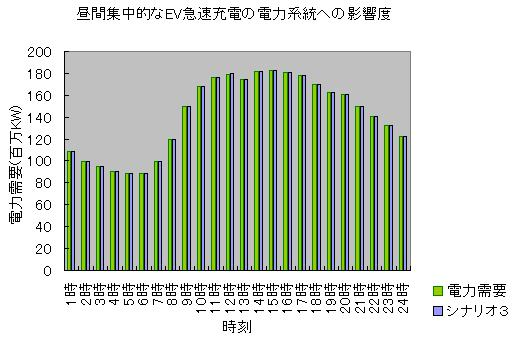 昼間集中的なEV急速充電の電力系統への影響度
電力需要(百万KW)
200
180
160
140
120
100
80
60
40
20
0
1時
2時
3時
4時
5時
6時
7時
8時
9時
10時
11時
12時
13時
14時
15時
16時
17時
18時
19時
20時
21時
22時
23時
24時
時刻
電力需要
シナリオ3